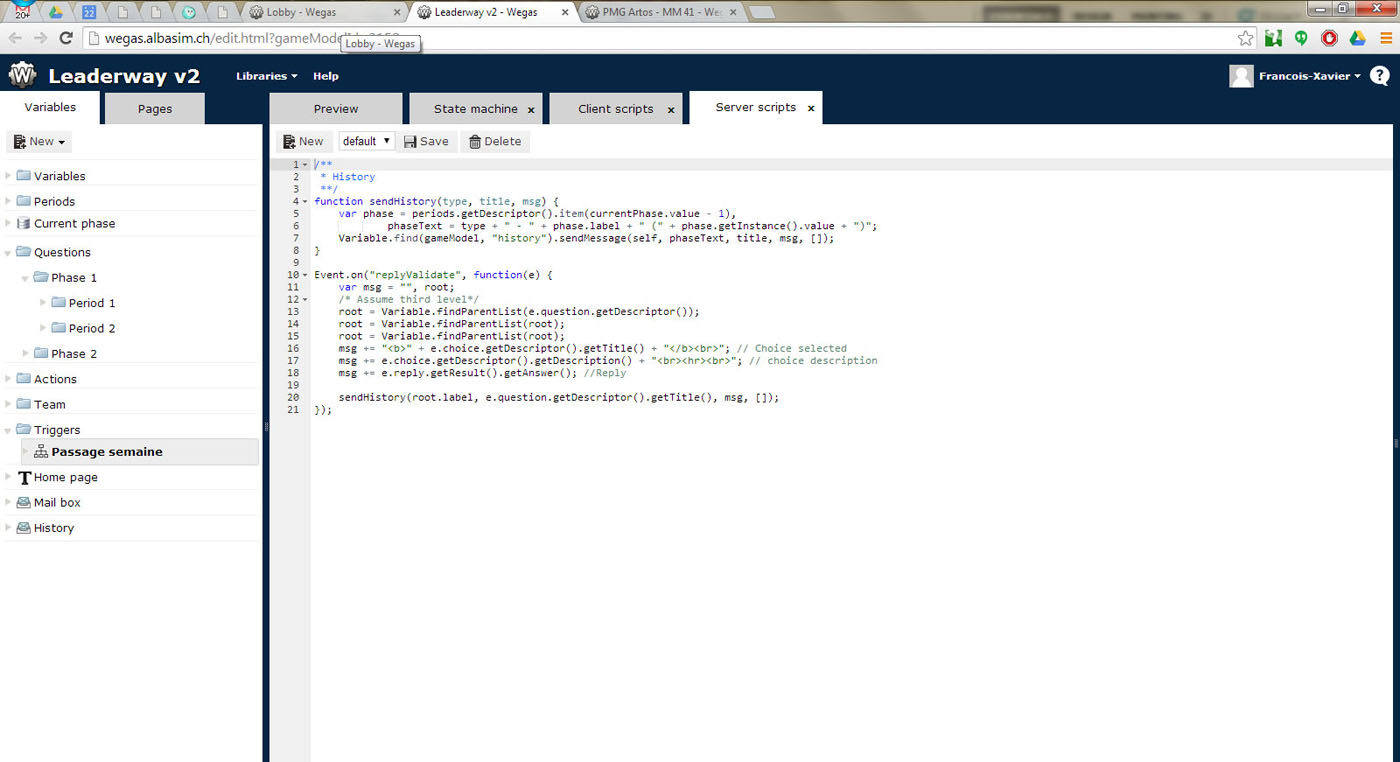 20+
22
Lobby - Wegas
Leaderway v2 - Wegas
PMG Artos - MM 41 - We
wegas.albasim.ch/edit.html?gameModelId=
Lobby - Wegas
W Leaderway v2
Libraries
Help
Francois-Xavier
?
Variables
Pages
Preview
State machine x
Client scripts x
Server scripts x
New
New
default
Save
Delete
Variables
Periods
Current phase
Questions
Phase 1
Period 1
Period 2
Phase 2
Actions
Team
Triggers
Passage semaine
Home page
Mail box
History
1 /**
2 * History
3 **/
4 function sendHistory(type, title, msg) {
5 var phase = periods.getDescriptor().item(currentPhase.value - 1),
6 phaseText = type + " - " + phase.label + " (" + phase.getInstance().value + ")";
7 Variable.find(gameModel, "history").sendMessage(self, phaseText, title, msg, []);
8 }
9
10 Event.on("replyValidate", function(e) {
11 var msg = "", root;
12 /* Assume third level*/
13 root = Variable.findParentList(e.question.getDescriptor());
14 root = Variable.findParentList(root);
15 root = Variable.findParentList(root);
16 msg += "<b>" + e.choice.getDescriptor().getTitle() + "</b><br>"; // Choice selected
17 msg += e.choice.getDescriptor().getDescription() + "<br><hr><br>"; // choice description
18 msg += e.reply.getResult().getAnswer(); //Reply
19
20 sendHistory(root.label, e.question.getDescriptor().getTitle(), msg, []);
21 });